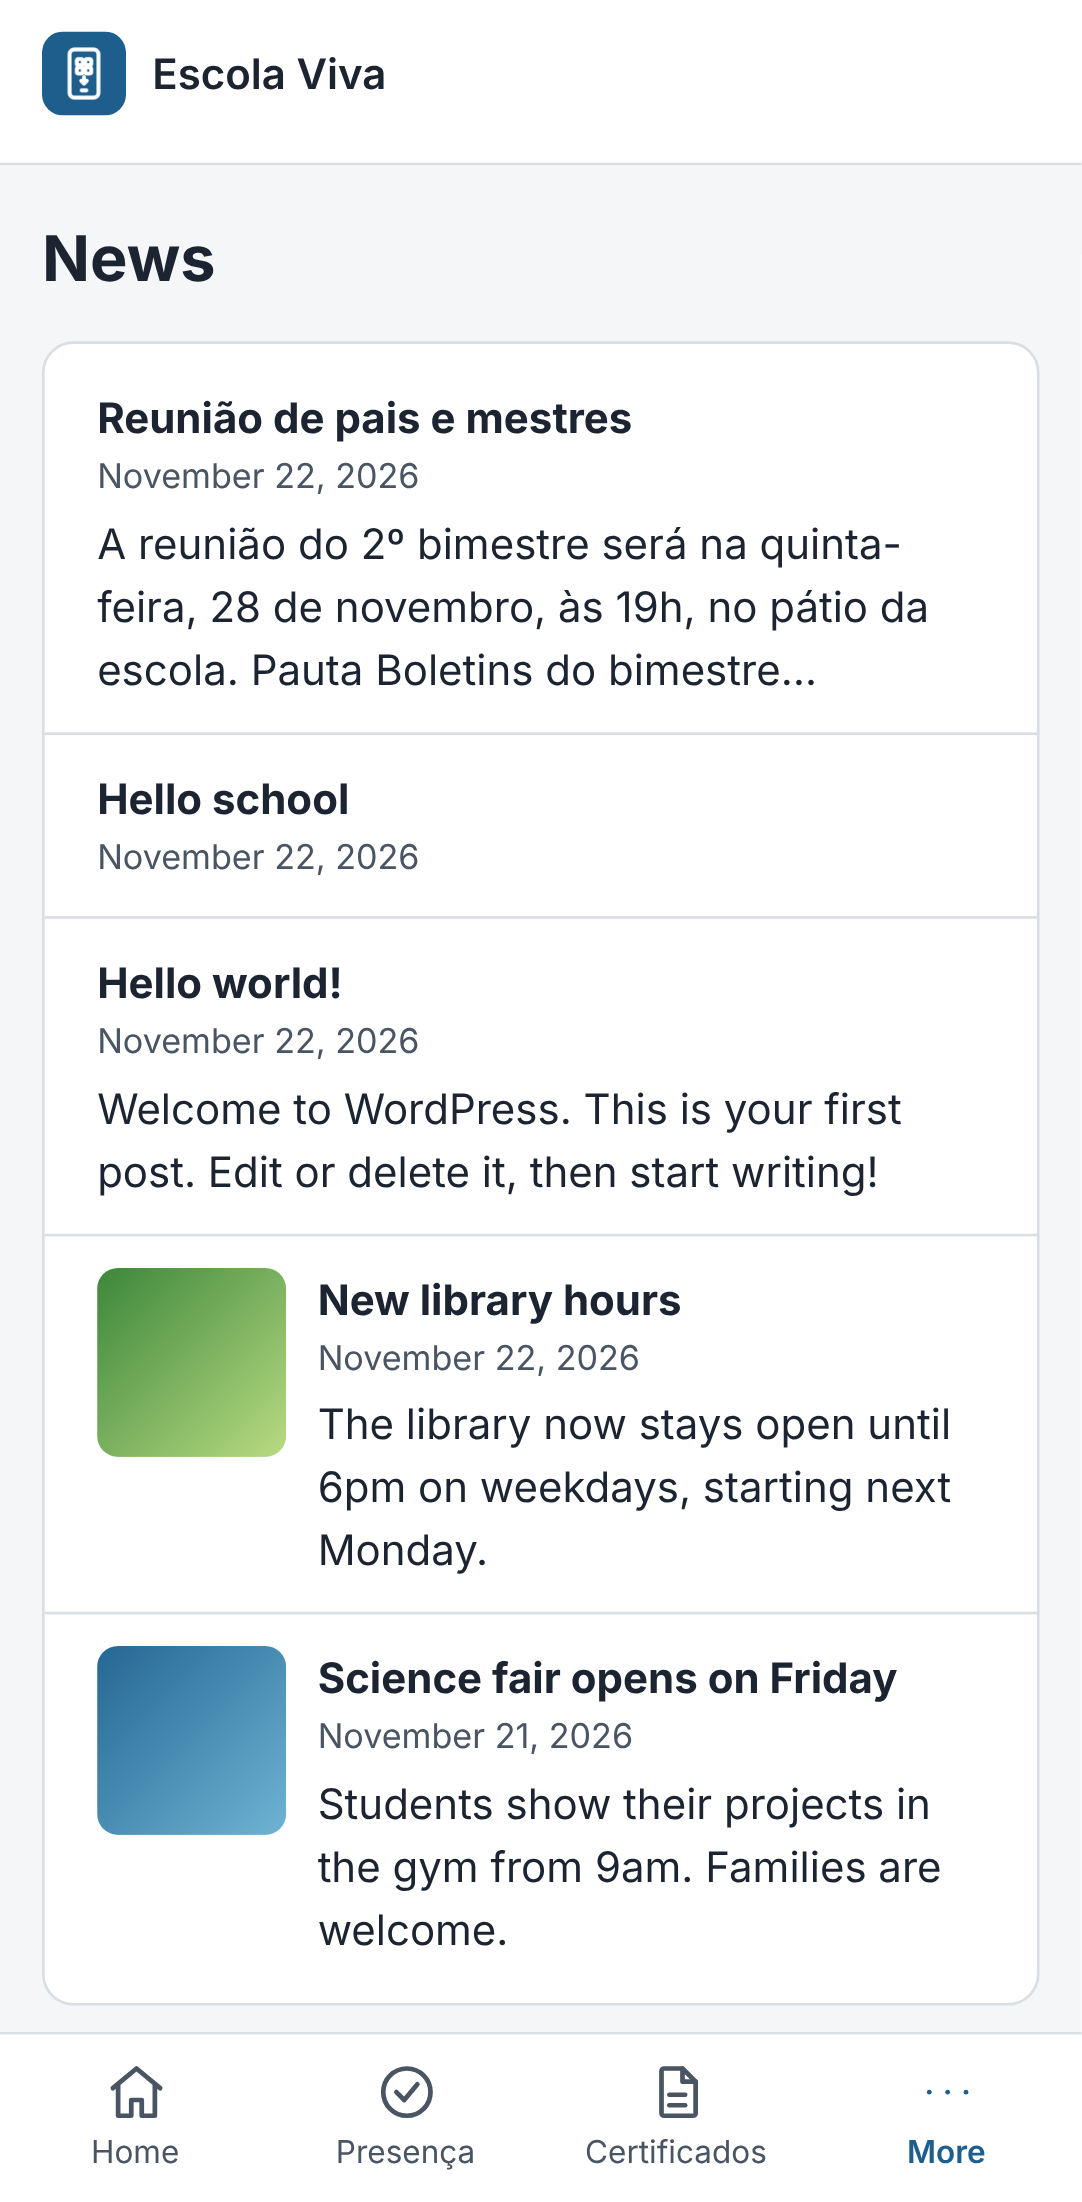 Escola Viva
News
Reunião de pais e mestres
November 22, 2026
A reunião do 2º bimestre será na quinta-
feira, 28 de novembro, às 19h, no pátio da
escola. Pauta Boletins do bimestre...
Hello school
November 22, 2026
Hello world!
November 22, 2026
Welcome to WordPress. This is your first
post. Edit or delete it, then start writing!
New library hours
November 22, 2026
The library now stays open until
6pm on weekdays, starting next
Monday.
Science fair opens on Friday
November 21, 2026
Students show their projects in
the gym from 9am. Families are
welcome.
Home
Presença
Certificados
More